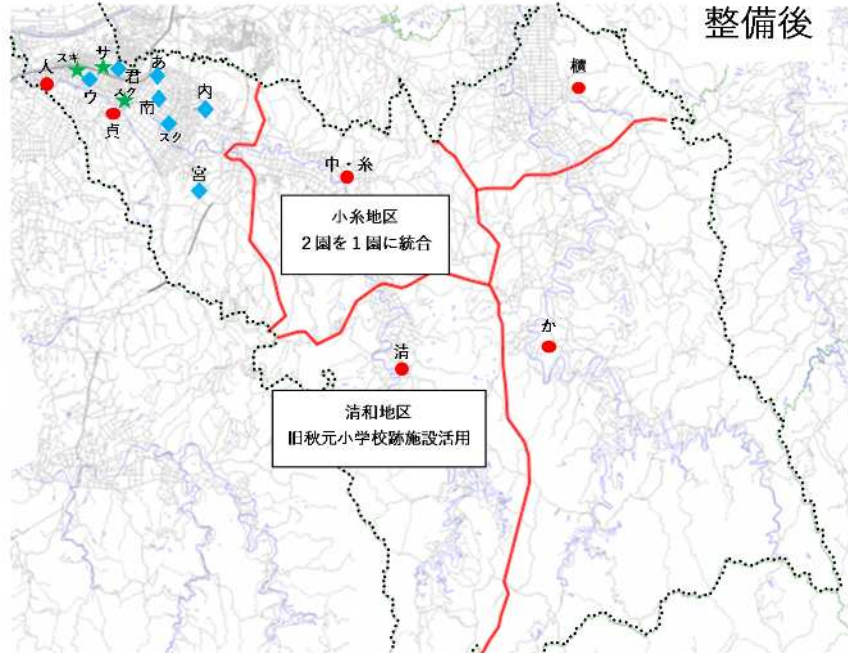 整備後
スキ
サ
人
ウ
君
あ
スク
南
内
貞
スク
宮
中・糸
櫃
小糸地区
２園を１園に統合
か
清
清和地区
旧秋元小学校跡施設活用